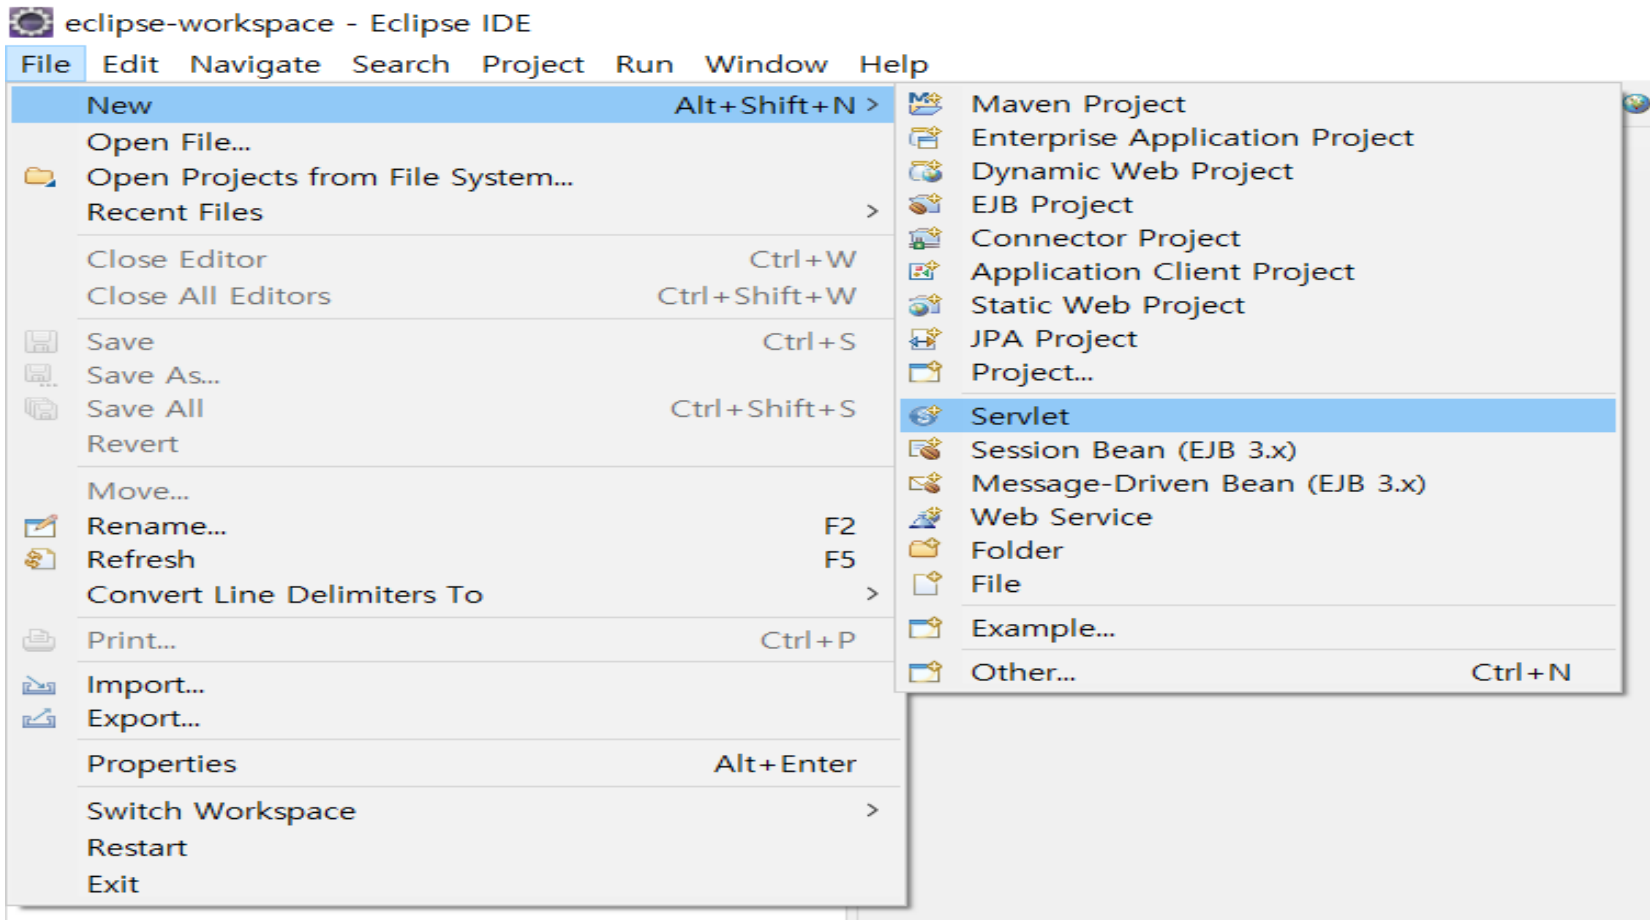 eclipse-workspace - Eclipse IDE
File Edit Navigate Search Project Run Window Help
New Alt+Shift+N >
Open File...
Open Projects from File System...
Recent Files >
Close Editor Ctrl+W
Close All Editors Ctrl+Shift+W
Save Ctrl+S
Save As...
Save All Ctrl+Shift+S
Revert
Move...
Rename... F2
Refresh F5
Convert Line Delimiters To >
Print... Ctrl+P
Import...
Export...
Properties Alt+Enter
Switch Workspace >
Restart
Exit
Maven Project
Enterprise Application Project
Dynamic Web Project
EJB Project
Connector Project
Application Client Project
Static Web Project
JPA Project
Project...
Servlet
Session Bean (EJB 3.x)
Message-Driven Bean (EJB 3.x)
Web Service
Folder
File
Example...
Other... Ctrl+N